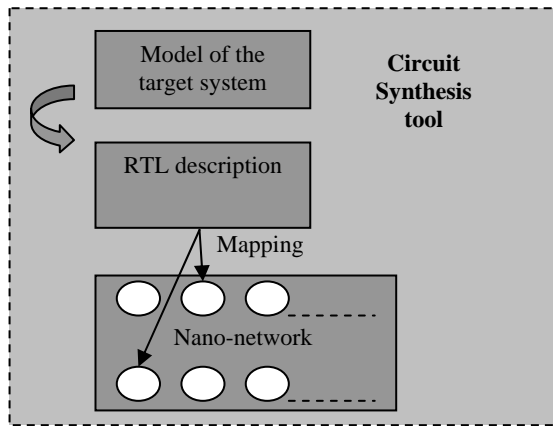 Model of the
target system
Circuit
Synthesis
tool
RTL description
Mapping
Nano-network